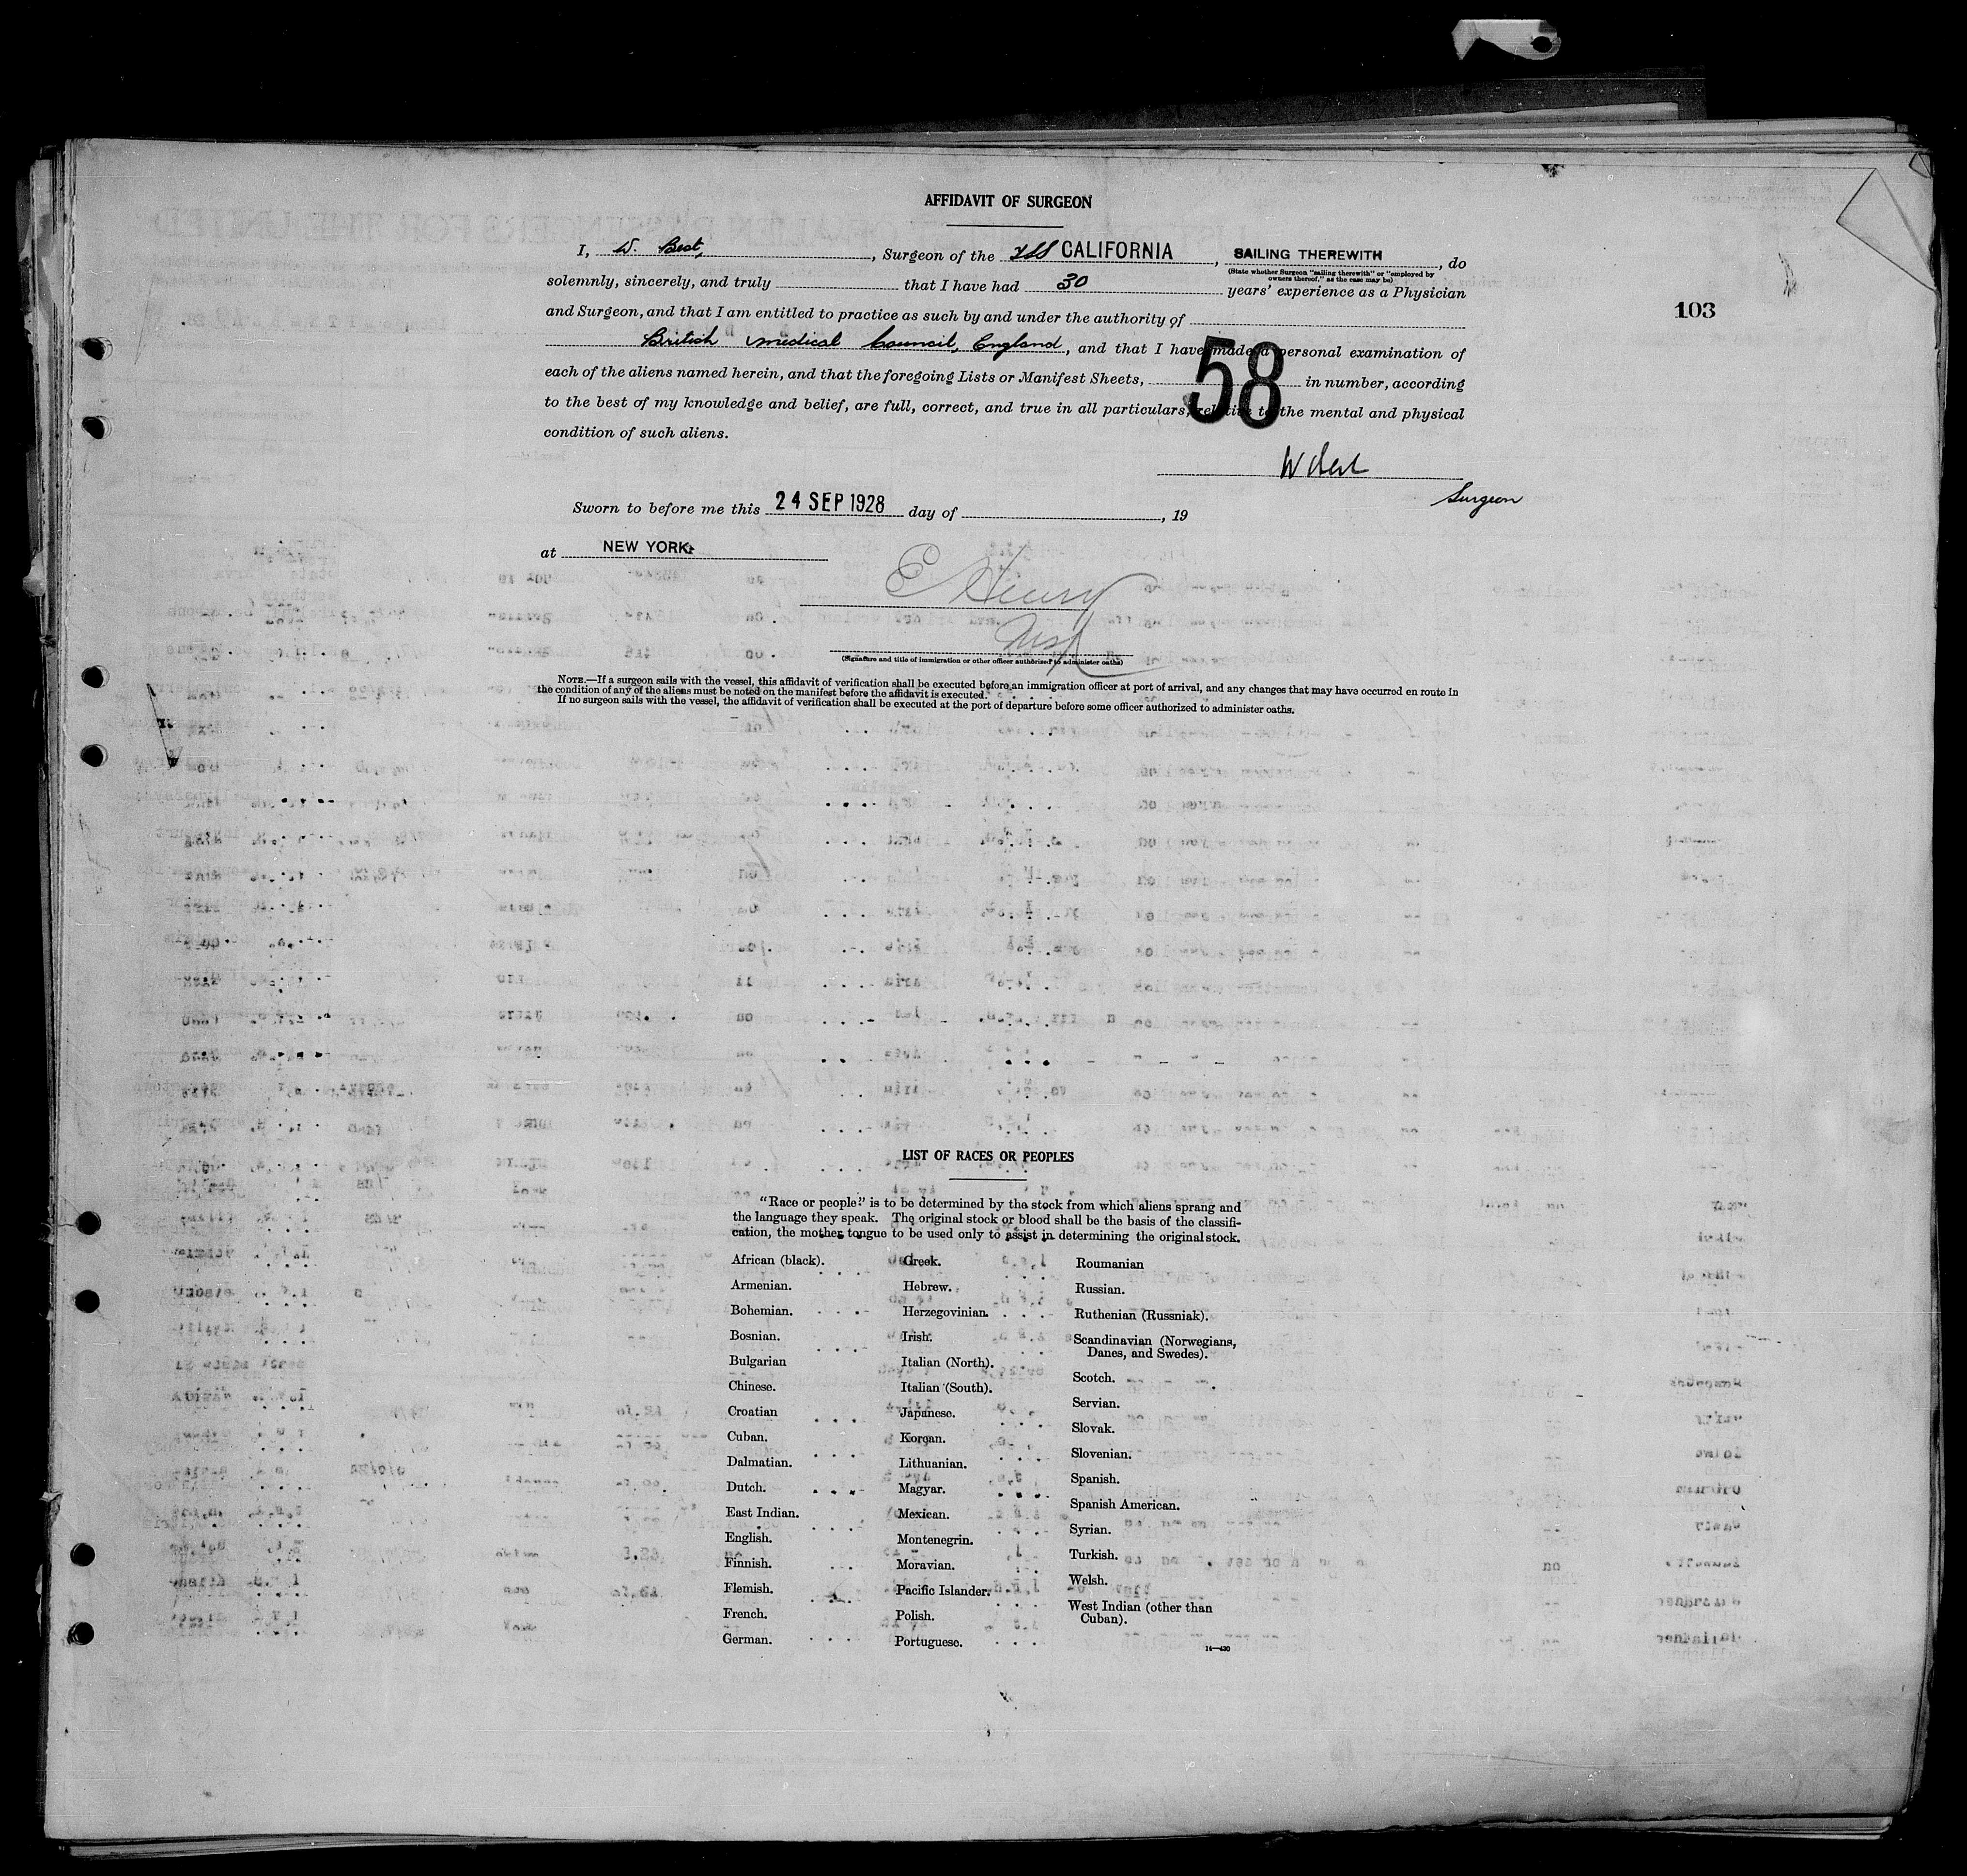 AFFIDAVIT OF SURGEON
I, W. Best, , Surgeon of the TSS CALIFORNIA , SAILING THEREWITH , do
(State whether Surgeon "sailing therewith" or "employed by
owners thereof," as the case may be)
solemnly, sincerely, and truly that I have had 30 years' experience as a Physician
103
and Surgeon, and that I am entitled to practice as such by and under the authority of
British Medical Council, England, and that I have made a personal examination of
each of the aliens named herein, and that the foregoing Lists or Manifest Sheets, 58 in number, according
to the best of my knowledge and belief, are full, correct, and true in all particulars, relative to the mental and physical
condition of such aliens.
W Best
Surgeon
Sworn to before me this 24 SEP 1928 day of , 19
at NEW YORK.
E Henry
(Signature and title of immigration or other officer authorized to administer oaths)
NOTE.—If a surgeon sails with the vessel, this affidavit of verification shall be executed before an immigration officer at port of arrival, and any changes that may have occurred en route in
the condition of any of the aliens must be noted on the manifest before the affidavit is executed.
If no surgeon sails with the vessel, the affidavit of verification shall be executed at the port of departure before some officer authorized to administer oaths.
LIST OF RACES OR PEOPLES
"Race or people" is to be determined by the stock from which aliens sprang and
the language they speak. The original stock or blood shall be the basis of the classifi-
cation, the mother tongue to be used only to assist in determining the original stock.
African (black).
Armenian.
Bohemian.
Bosnian.
Bulgarian
Chinese.
Croatian
Cuban.
Dalmatian.
Dutch.
East Indian.
English.
Finnish.
Flemish.
French.
German.
Greek.
Hebrew.
Herzegovinian.
Irish.
Italian (North).
Italian (South).
Japanese.
Korean.
Lithuanian.
Magyar.
Mexican.
Montenegrin.
Moravian.
Pacific Islander.
Polish.
Portuguese.
Roumanian
Russian.
Ruthenian (Russniak).
Scandinavian (Norwegians,
Danes, and Swedes).
Scotch.
Servian.
Slovak.
Slovenian.
Spanish.
Spanish American.
Syrian.
Turkish.
Welsh.
West Indian (other than
Cuban).
14—430